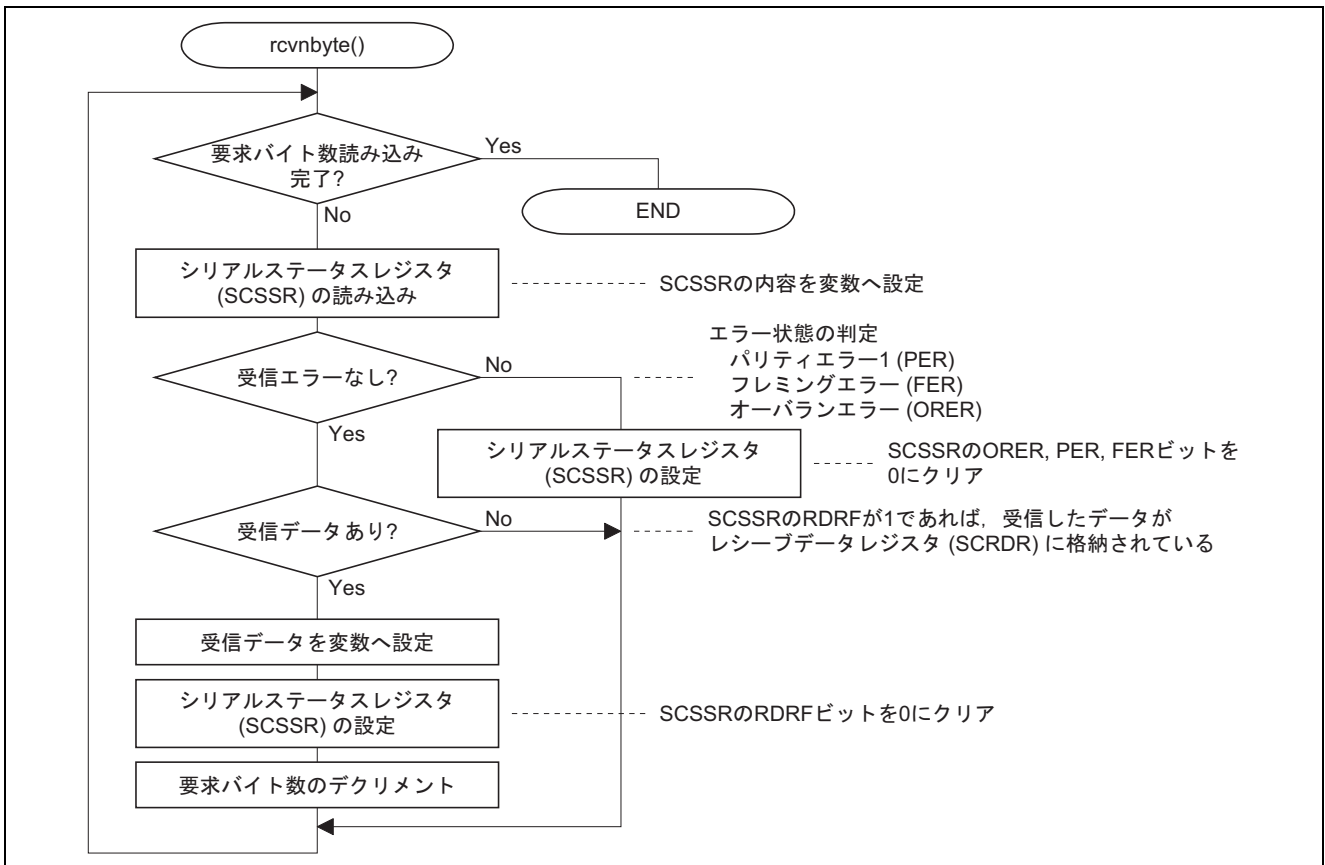 rcvnbyte()
要求バイト数読み込み
完了?
Yes
END
No
シリアルステータスレジスタ
(SCSSR) の読み込み
SCSSRの内容を変数へ設定
受信エラーなし?
No
エラー状態の判定
パリティエラー1 (PER)
フレミングエラー (FER)
オーバランエラー (ORER)
Yes
シリアルステータスレジスタ
(SCSSR) の設定
SCSSRのORER, PER, FERビットを
0にクリア
受信データあり?
No
SCSSRのRDRFが1であれば，受信したデータが
レシーブデータレジスタ (SCRDR) に格納されている
Yes
受信データを変数へ設定
シリアルステータスレジスタ
(SCSSR) の設定
SCSSRのRDRFビットを0にクリア
要求バイト数のデクリメント